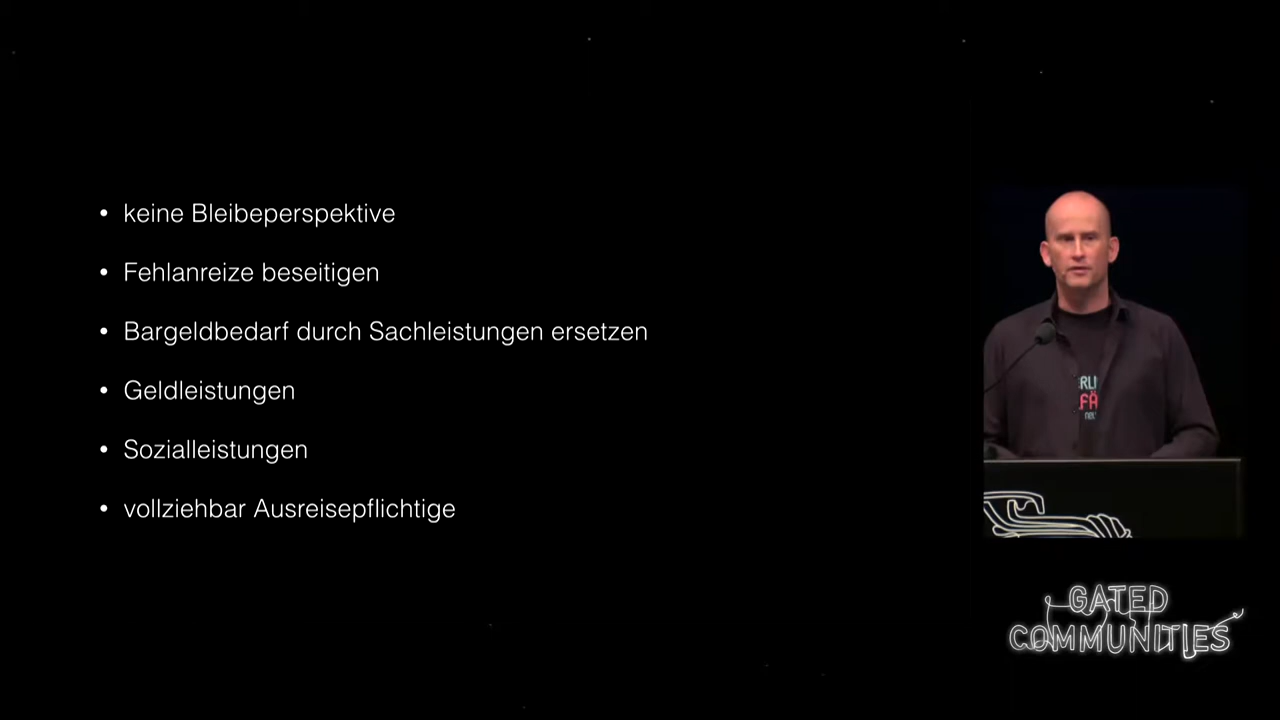 • keine Bleibeperspektive
• Fehlanreize beseitigen
• Bargeldbedarf durch Sachleistungen ersetzen
• Geldleistungen
• Sozialleistungen
• vollziehbar Ausreisepflichtige
GATED
COMMUNITIES